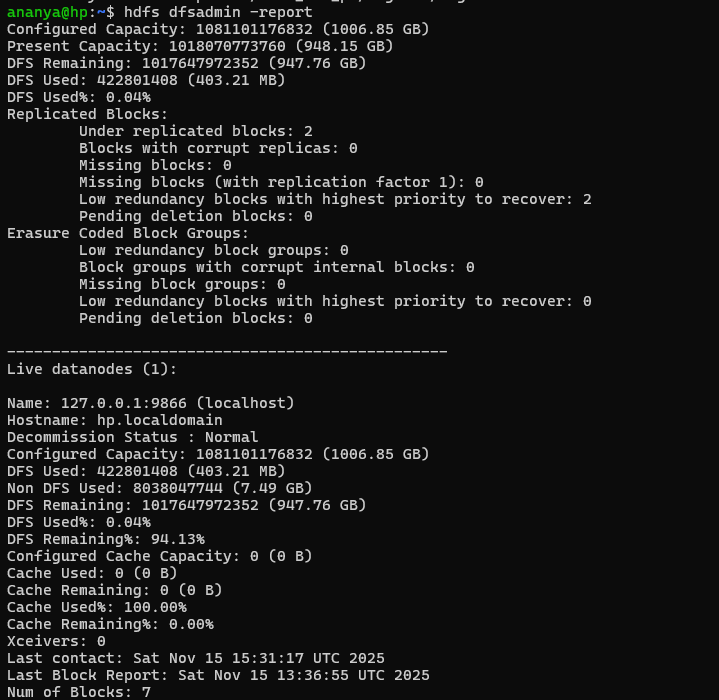 ananya@hp:~$ hdfs dfsadmin -report
Configured Capacity: 1081101176832 (1006.85 GB)
Present Capacity: 1018070773760 (948.15 GB)
DFS Remaining: 1017647972352 (947.76 GB)
DFS Used: 422801408 (403.21 MB)
DFS Used%: 0.04%
Replicated Blocks:
        Under replicated blocks: 2
        Blocks with corrupt replicas: 0
        Missing blocks: 0
        Missing blocks (with replication factor 1): 0
        Low redundancy blocks with highest priority to recover: 2
        Pending deletion blocks: 0
Erasure Coded Block Groups:
        Low redundancy block groups: 0
        Block groups with corrupt internal blocks: 0
        Missing block groups: 0
        Low redundancy blocks with highest priority to recover: 0
        Pending deletion blocks: 0
-------------------------------------------------
Live datanodes (1):
Name: 127.0.0.1:9866 (localhost)
Hostname: hp.localdomain
Decommission Status : Normal
Configured Capacity: 1081101176832 (1006.85 GB)
DFS Used: 422801408 (403.21 MB)
Non DFS Used: 8038047744 (7.49 GB)
DFS Remaining: 1017647972352 (947.76 GB)
DFS Used%: 0.04%
DFS Remaining%: 94.13%
Configured Cache Capacity: 0 (0 B)
Cache Used: 0 (0 B)
Cache Remaining: 0 (0 B)
Cache Used%: 100.00%
Cache Remaining%: 0.00%
Xceivers: 0
Last contact: Sat Nov 15 15:31:17 UTC 2025
Last Block Report: Sat Nov 15 13:36:55 UTC 2025
Num of Blocks: 7